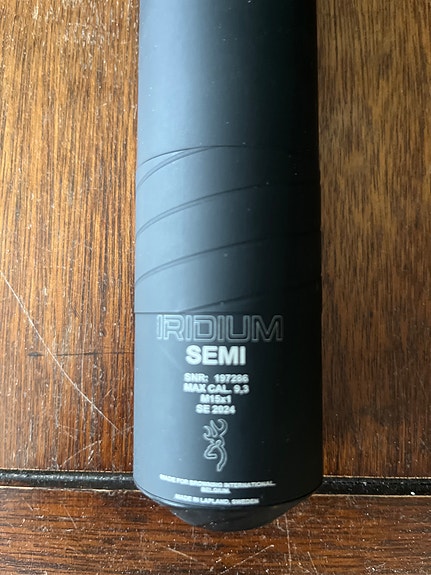 IRIDIUM
SEMI
SNR: 197286
MAX CAL. 9,3
M15x1
SE 2024
MADE FOR BROWNING INTERNATIONAL.
BELGIUM.
MADE IN LAPLAND, SWEDEN